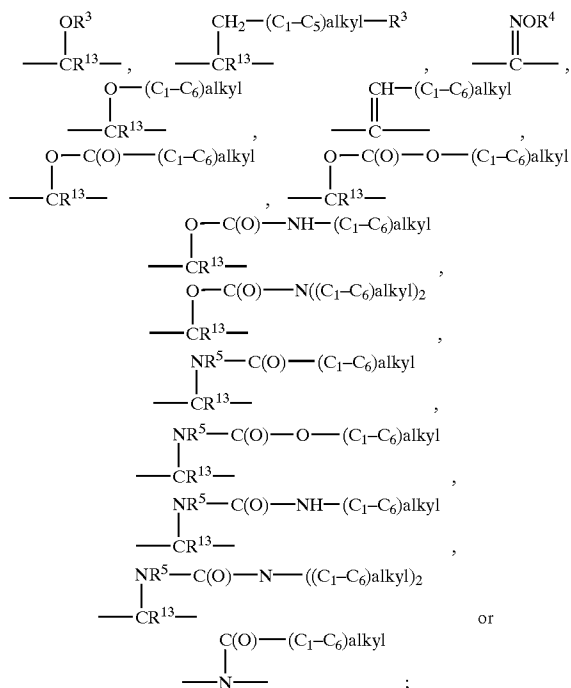 OR³ CH₂—(C₁–C₅)alkyl—R³ NOR⁴
—CR¹³—, —CR¹³— , —C—,
O—(C₁–C₆)alkyl CH—(C₁–C₆)alkyl
—CR¹³— , —C— ,
O—C(O)—(C₁–C₆)alkyl O—C(O)—O—(C₁–C₆)alkyl
—CR¹³— , —CR¹³— ,
O—C(O)—NH—(C₁–C₆)alkyl
—CR¹³— ,
O—C(O)—N((C₁–C₆)alkyl)₂
—CR¹³— ,
NR⁵—C(O)—(C₁–C₆)alkyl
—CR¹³— ,
NR⁵—C(O)—O—(C₁–C₆)alkyl
—CR¹³— ,
NR⁵—C(O)—NH—(C₁–C₆)alkyl
—CR¹³— ,
NR⁵—C(O)—N—((C₁–C₆)alkyl)₂
—CR¹³— or
C(O)—(C₁–C₆)alkyl
—N— ;